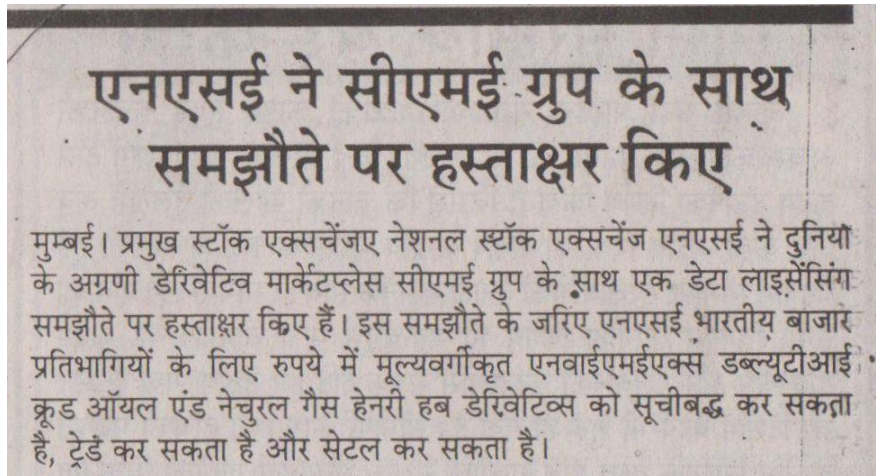 एनएसई ने सीएमई ग्रुप के साथ
समझौते पर हस्ताक्षर किए
मुम्बई। प्रमुख स्टॉक एक्सचेंजए नेशनल स्टॉक एक्सचेंज एनएसई ने दुनिया
के अग्रणी डेरिवेटिव मार्केटप्लेस सीएमई ग्रुप के साथ एक डेटा लाइसेंसिंग
समझौते पर हस्ताक्षर किए हैं। इस समझौते के जरिए एनएसई भारतीय बाजार
प्रतिभागियों के लिए रुपये में मूल्यवर्गीकृत एनवाईएमईएक्स डब्ल्यूटीआई
क्रूड ऑयल एंड नेचुरल गैस हेनरी हब डेरिवेटिव्स को सूचीबद्ध कर सकता
है, ट्रेड कर सकता है और सेटल कर सकता है।